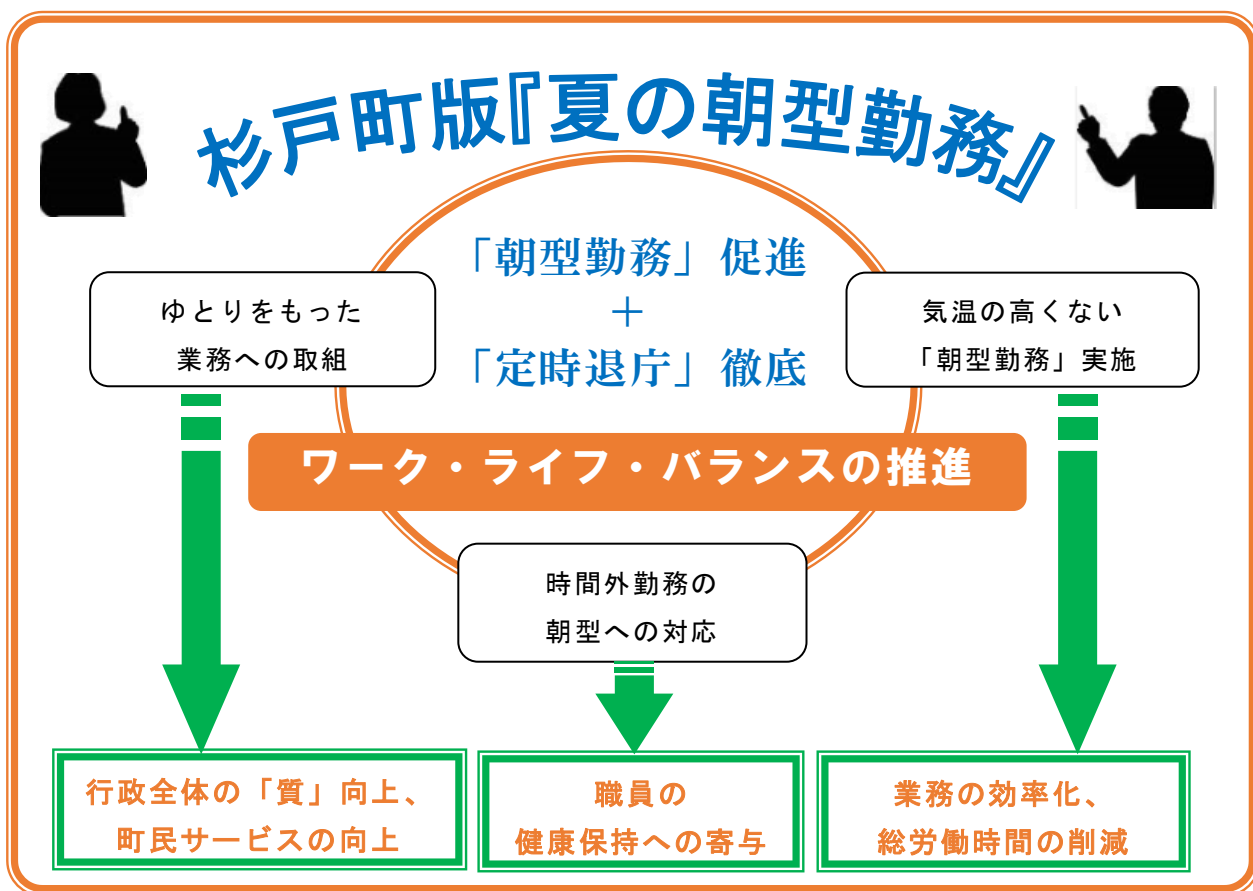 杉戸町版『夏の朝型勤務』
「朝型勤務」促進
＋
「定時退庁」徹底
ゆとりをもった
業務への取組
気温の高くない
「朝型勤務」実施
ワーク・ライフ・バランスの推進
時間外勤務の
朝型への対応
行政全体の「質」向上、
町民サービスの向上
職員の
健康保持への寄与
業務の効率化、
総労働時間の削減